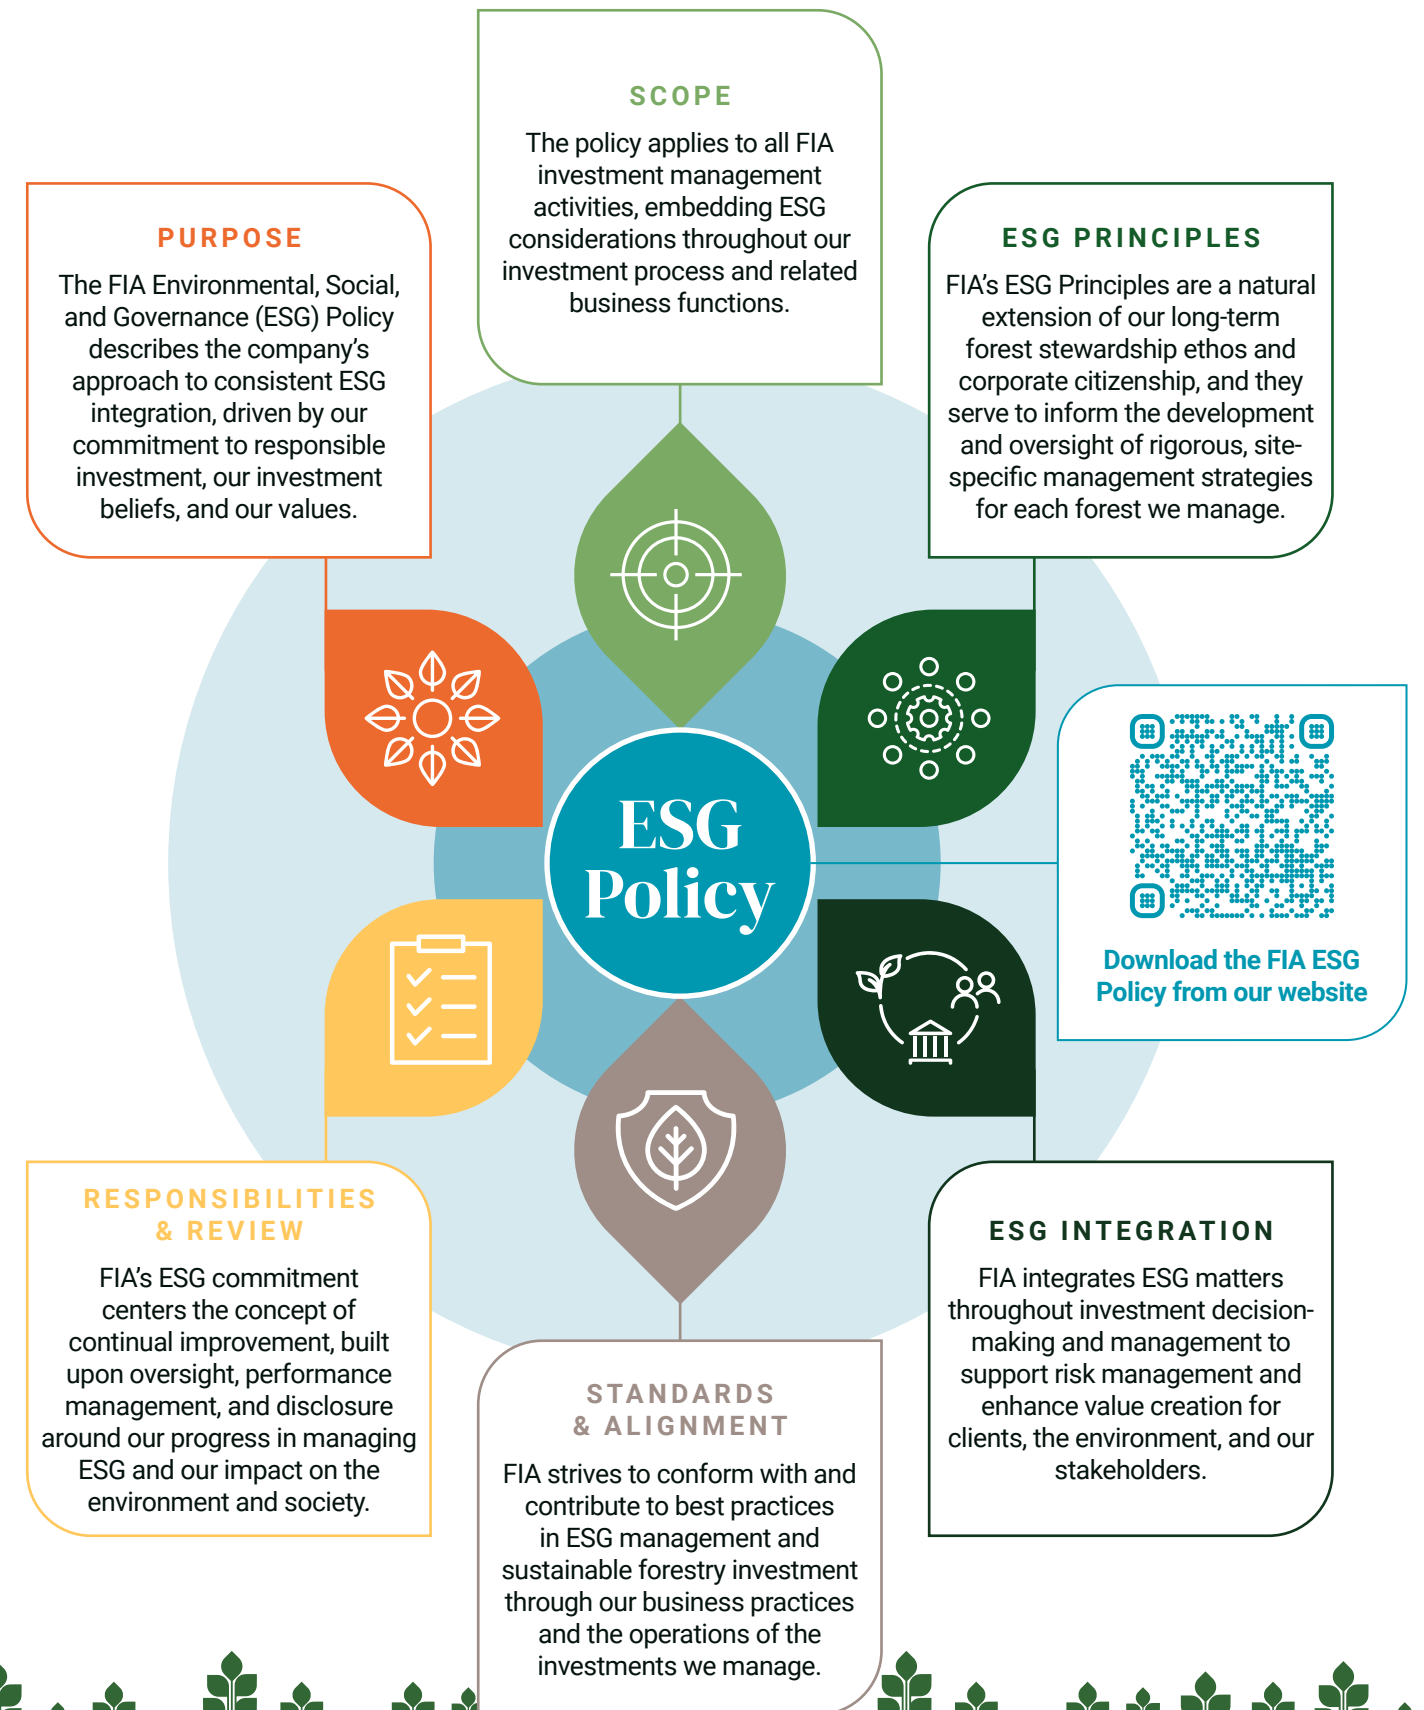 SCOPE
The policy applies to all FIA
investment management
activities, embedding ESG
considerations throughout our
investment process and related
business functions.
PURPOSE
The FIA Environmental, Social,
and Governance (ESG) Policy
describes the company's
approach to consistent ESG
integration, driven by our
commitment to responsible
investment, our investment
beliefs, and our values.
ESG PRINCIPLES
FIA's ESG Principles are a natural
extension of our long-term
forest stewardship ethos and
corporate citizenship, and they
serve to inform the development
and oversight of rigorous, site-
specific management strategies
for each forest we manage.
ESG
Policy
Download the FIA ESG
Policy from our website
RESPONSIBILITIES
& REVIEW
FIA's ESG commitment
centers the concept of
continual improvement, built
upon oversight, performance
management, and disclosure
around our progress in managing
ESG and our impact on the
environment and society.
STANDARDS
& ALIGNMENT
FIA strives to conform with and
contribute to best practices
in ESG management and
sustainable forestry investment
through our business practices
and the operations of the
investments we manage.
ESG INTEGRATION
FIA integrates ESG matters
throughout investment decision-
making and management to
support risk management and
enhance value creation for
clients, the environment, and our
stakeholders.